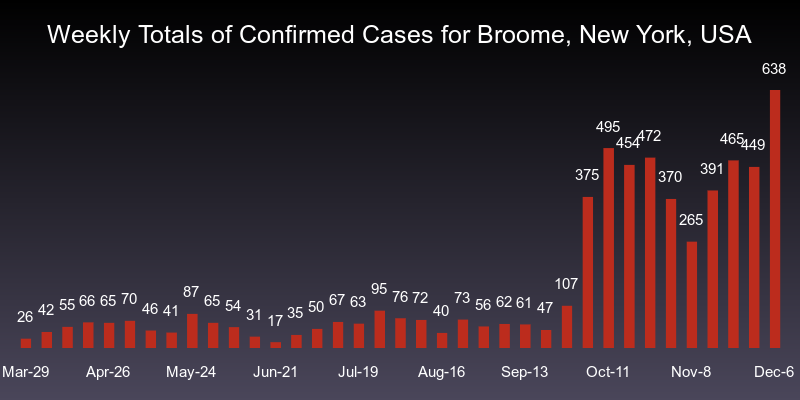 Weekly Totals of Confirmed Cases for Broome, New York, USA
26 42 55 66 65 70 46 41 87 65 54 31 17 35 50 67 63 95 76 72 40 73 56 62 61 47 107 375 495 454 472 370 265 391 465 449 638
Mar-29 Apr-26 May-24 Jun-21 Jul-19 Aug-16 Sep-13 Oct-11 Nov-8 Dec-6